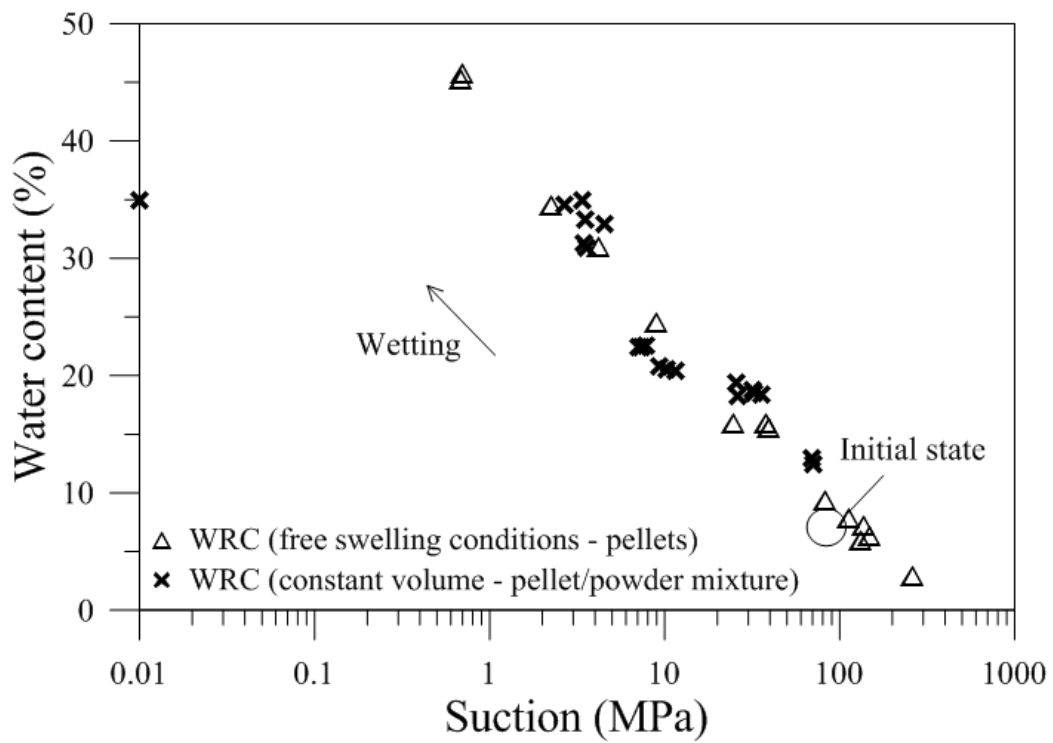 50
40
30
20
10
0
Water content (%)
Wetting
Initial state
WRC (free swelling conditions - pellets)
WRC (constant volume - pellet/powder mixture)
0.01 0.1 1 10 100 1000
Suction (MPa)